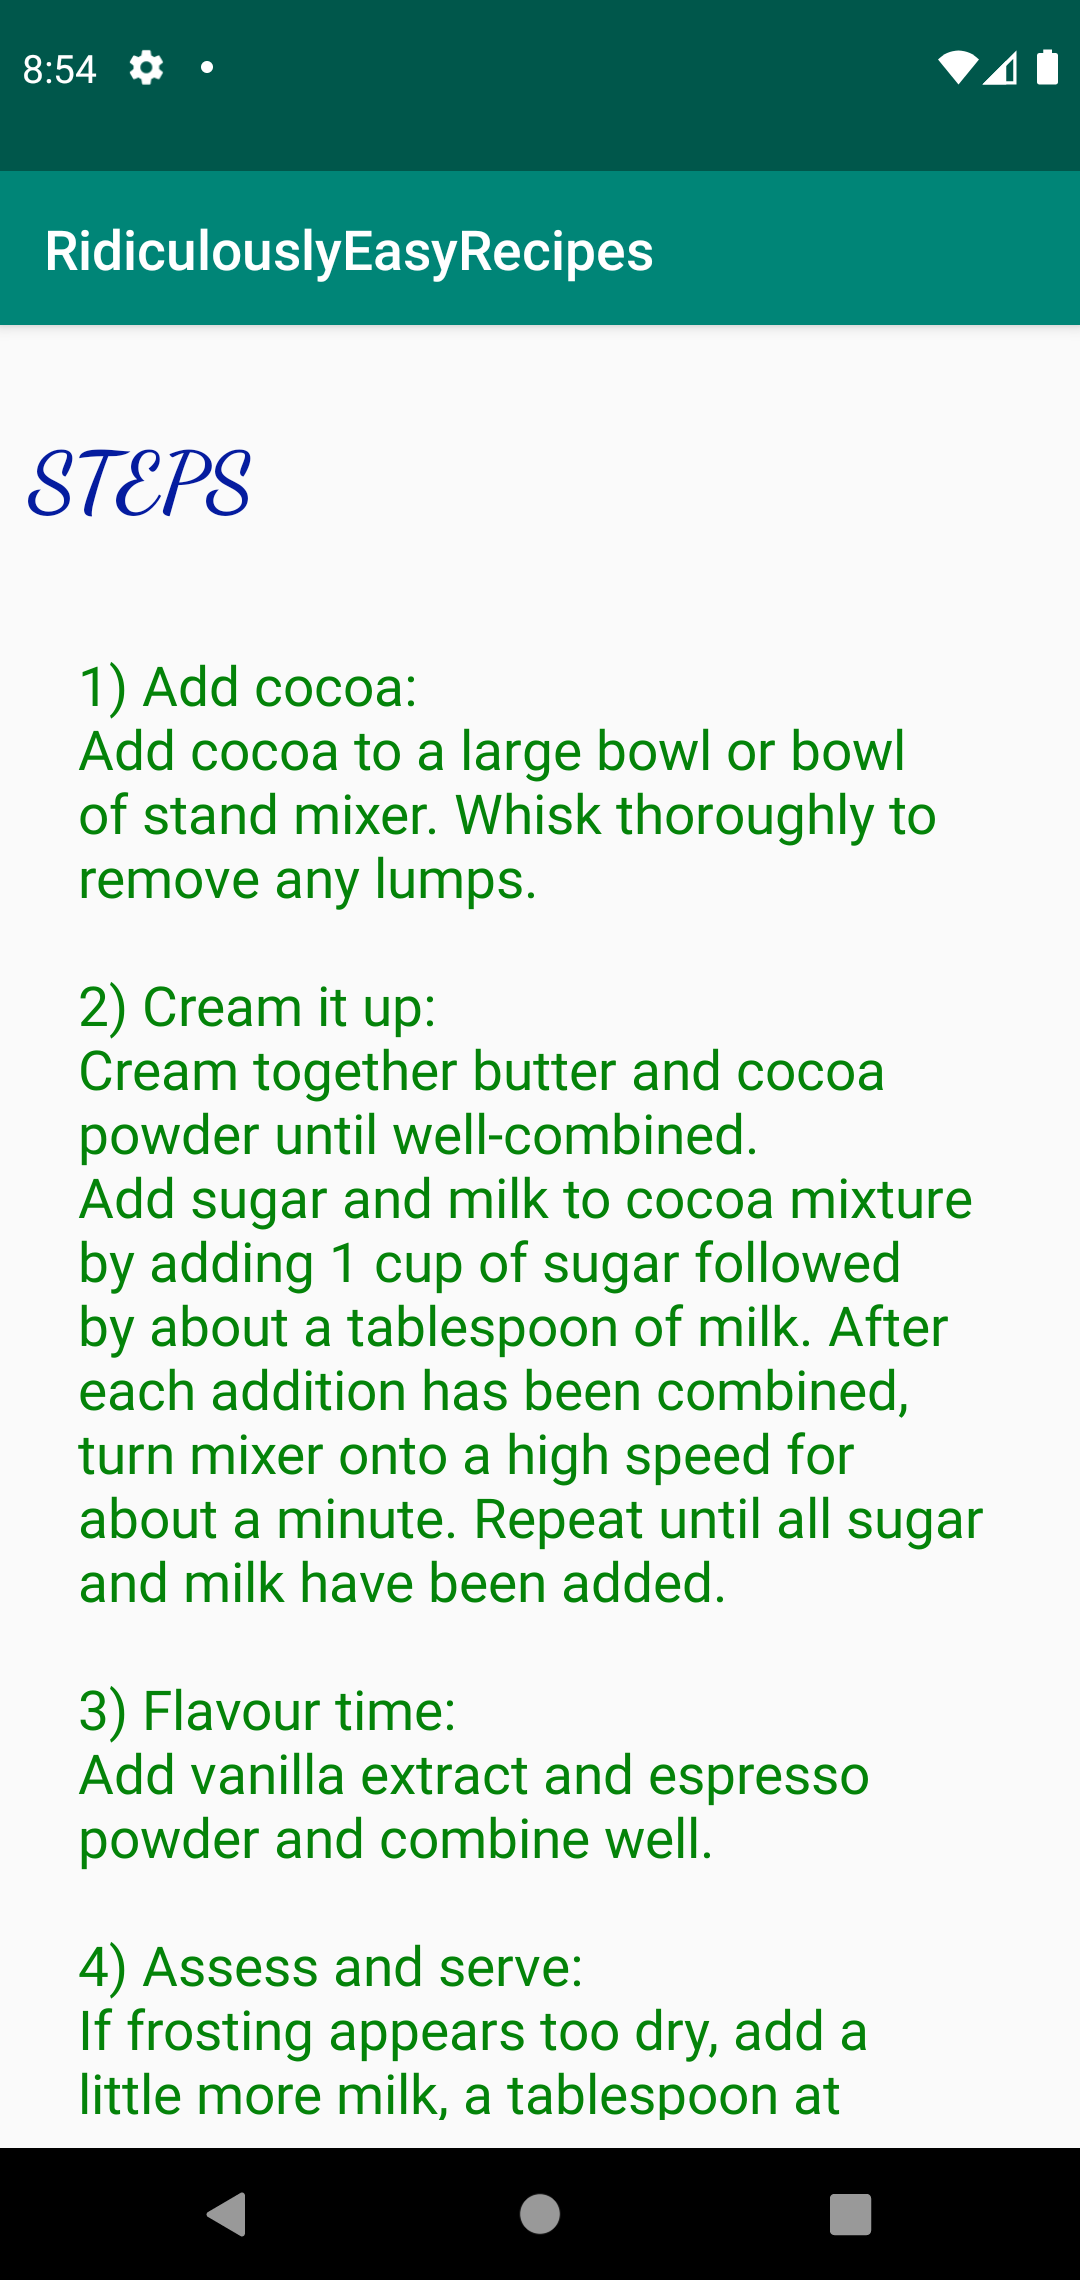 8:54
RidiculouslyEasyRecipes
STEPS
1) Add cocoa:
Add cocoa to a large bowl or bowl
of stand mixer. Whisk thoroughly to
remove any lumps.
2) Cream it up:
Cream together butter and cocoa
powder until well-combined.
Add sugar and milk to cocoa mixture
by adding 1 cup of sugar followed
by about a tablespoon of milk. After
each addition has been combined,
turn mixer onto a high speed for
about a minute. Repeat until all sugar
and milk have been added.
3) Flavour time:
Add vanilla extract and espresso
powder and combine well.
4) Assess and serve:
If frosting appears too dry, add a
little more milk, a tablespoon at